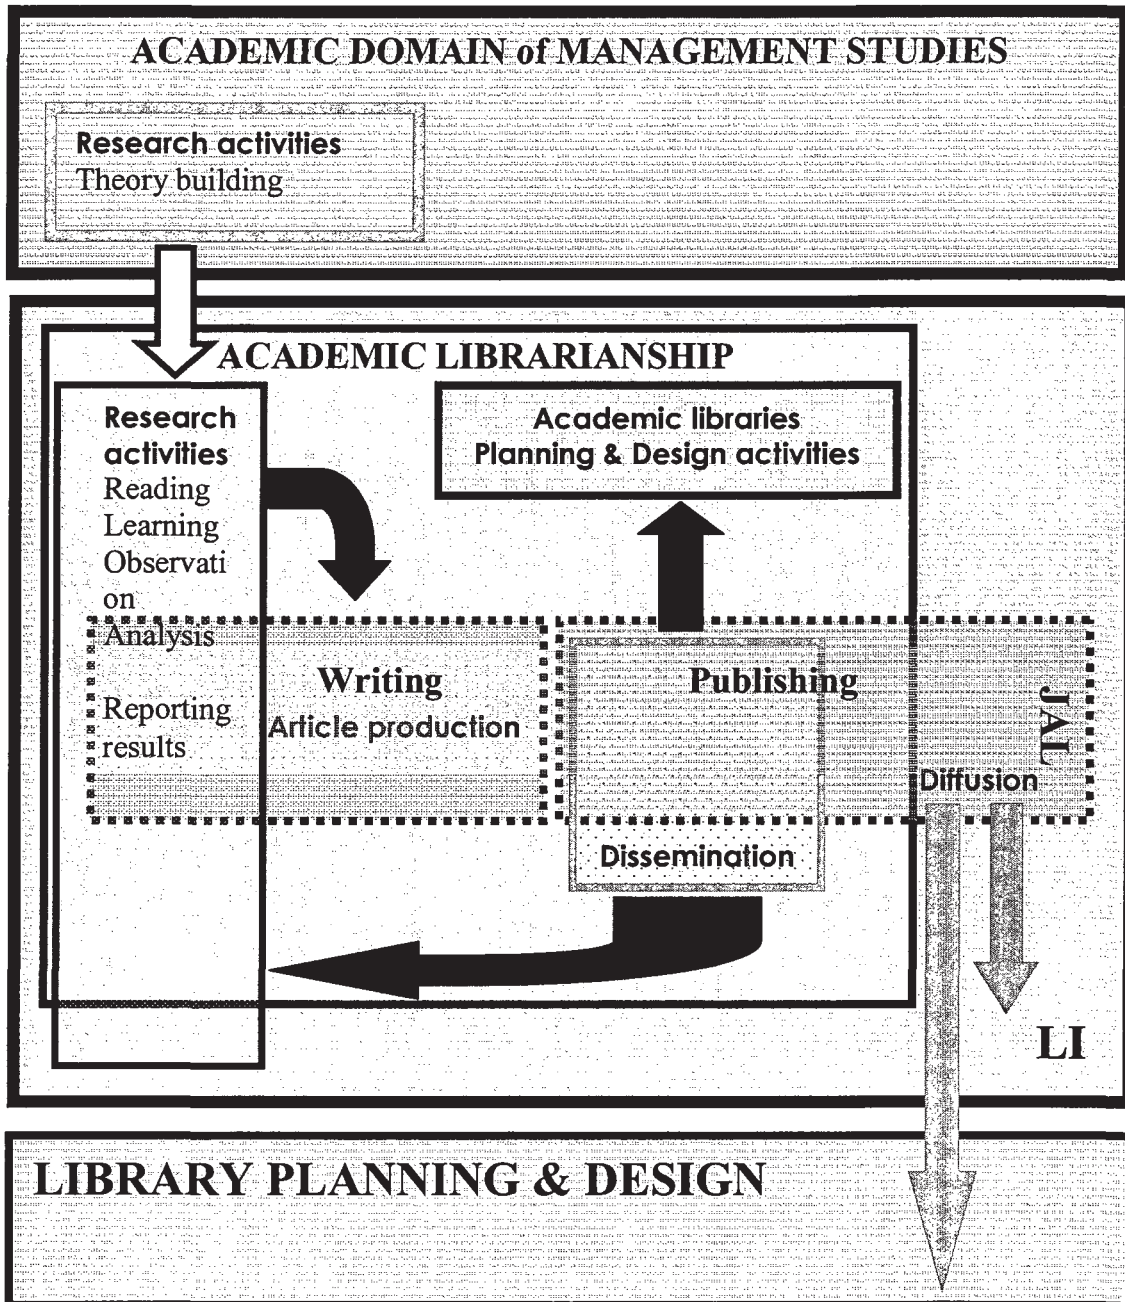 ACADEMIC DOMAIN of MANAGEMENT STUDIES
Research activities
Theory building
ACADEMIC LIBRARIANSHIP
Research
activities
Reading
Learning
Observati
on
Analysis
Reporting
results
Academic libraries
Planning & Design activities
Writing
Article production
Publishing
JAL
Diffusion
Dissemination
LI
LIBRARY PLANNING & DESIGN